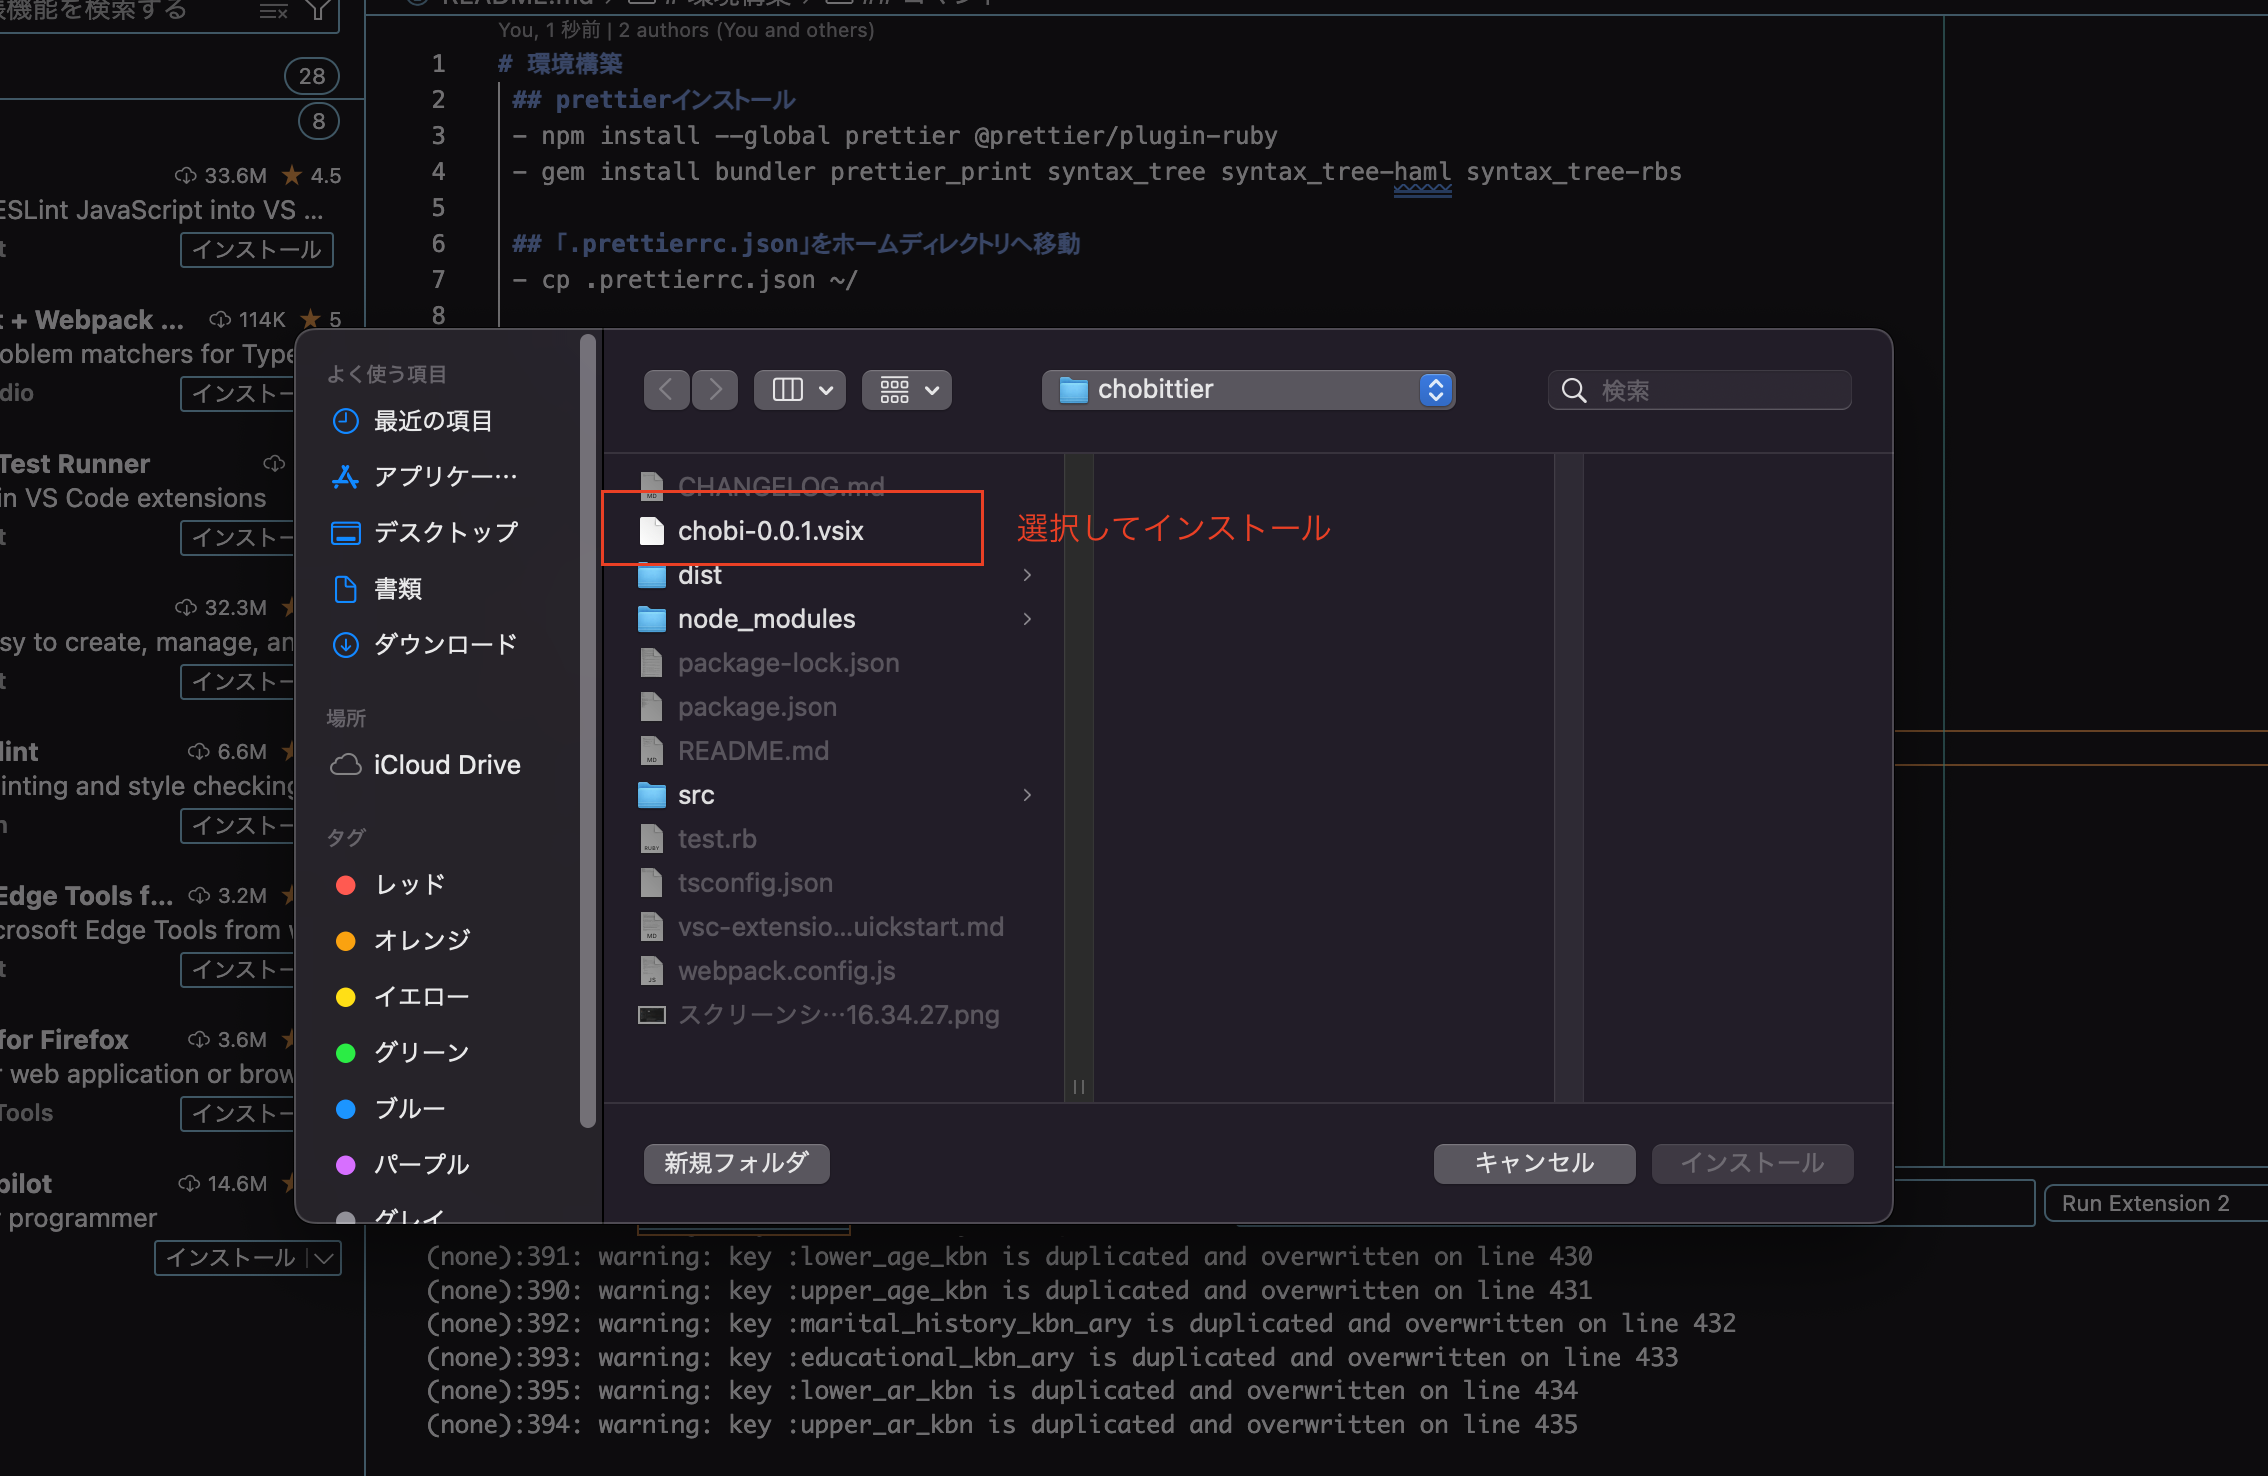 機能を検索する
28
8
33.6M ★ 4.5
ESLint JavaScript into VS ...
インストール
+ Webpack ... 114K ★ 5
oblem matchers for Type
dio
インストー
Test Runner
in VS Code extensions
インストー
32.3M
sy to create, manage, an
インストー
lint 6.6M
inting and style checking
インストー
Edge Tools f... 3.2M
crosoft Edge Tools from
インストー
for Firefox 3.6M
web application or brow
Tools
インストー
pilot 14.6M
programmer
インストール
You, 1 秒前 | 2 authors (You and others)
1 # 環境構築
2 ## prettierインストール
3 - npm install --global prettier @prettier/plugin-ruby
4 - gem install bundler prettier_print syntax_tree syntax_tree-haml syntax_tree-rbs
5
6 ## 「.prettierrc.json」をホームディレクトリへ移動
7 - cp .prettierrc.json ~/
8
よく使う項目
最近の項目
アプリケー…
デスクトップ
書類
ダウンロード
場所
iCloud Drive
タグ
レッド
オレンジ
イエロー
グリーン
ブルー
パープル
グレイ
chobittier
検索
CHANGELOG.md
chobi-0.0.1.vsix
選択してインストール
dist
node_modules
package-lock.json
package.json
README.md
src
test.rb
tsconfig.json
vsc-extensio...uickstart.md
webpack.config.js
スクリーンシ…16.34.27.png
新規フォルダ
キャンセル
インストール
Run Extension 2
(none):391: warning: key :lower_age_kbn is duplicated and overwritten on line 430
(none):390: warning: key :upper_age_kbn is duplicated and overwritten on line 431
(none):392: warning: key :marital_history_kbn_ary is duplicated and overwritten on line 432
(none):393: warning: key :educational_kbn_ary is duplicated and overwritten on line 433
(none):395: warning: key :lower_ar_kbn is duplicated and overwritten on line 434
(none):394: warning: key :upper_ar_kbn is duplicated and overwritten on line 435